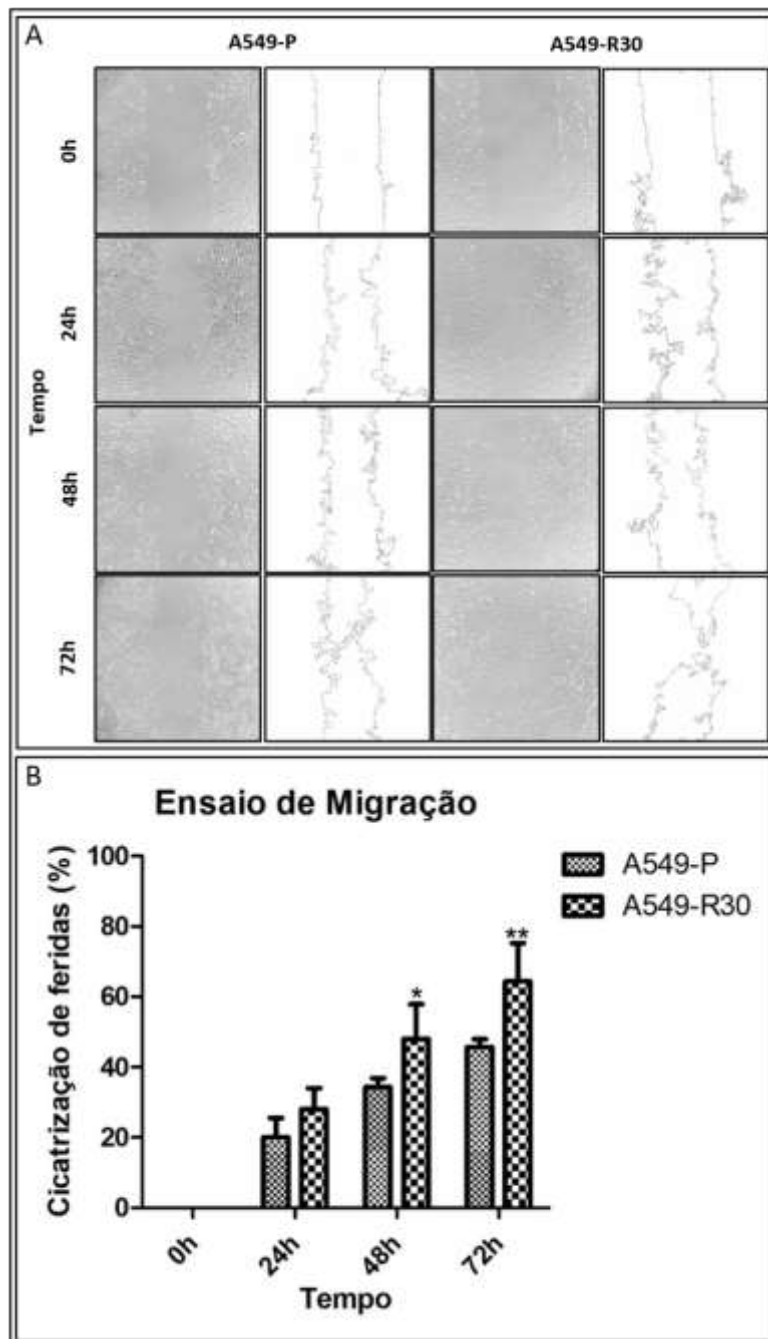 A
A549-P A549-R30
0h
24h
48h
72h
Tempo
B
Ensaio de Migração
Cicatrização de feridas (%)
100
80
60
40
20
0
*
**
0h 24h 48h 72h
Tempo
A549-P
A549-R30